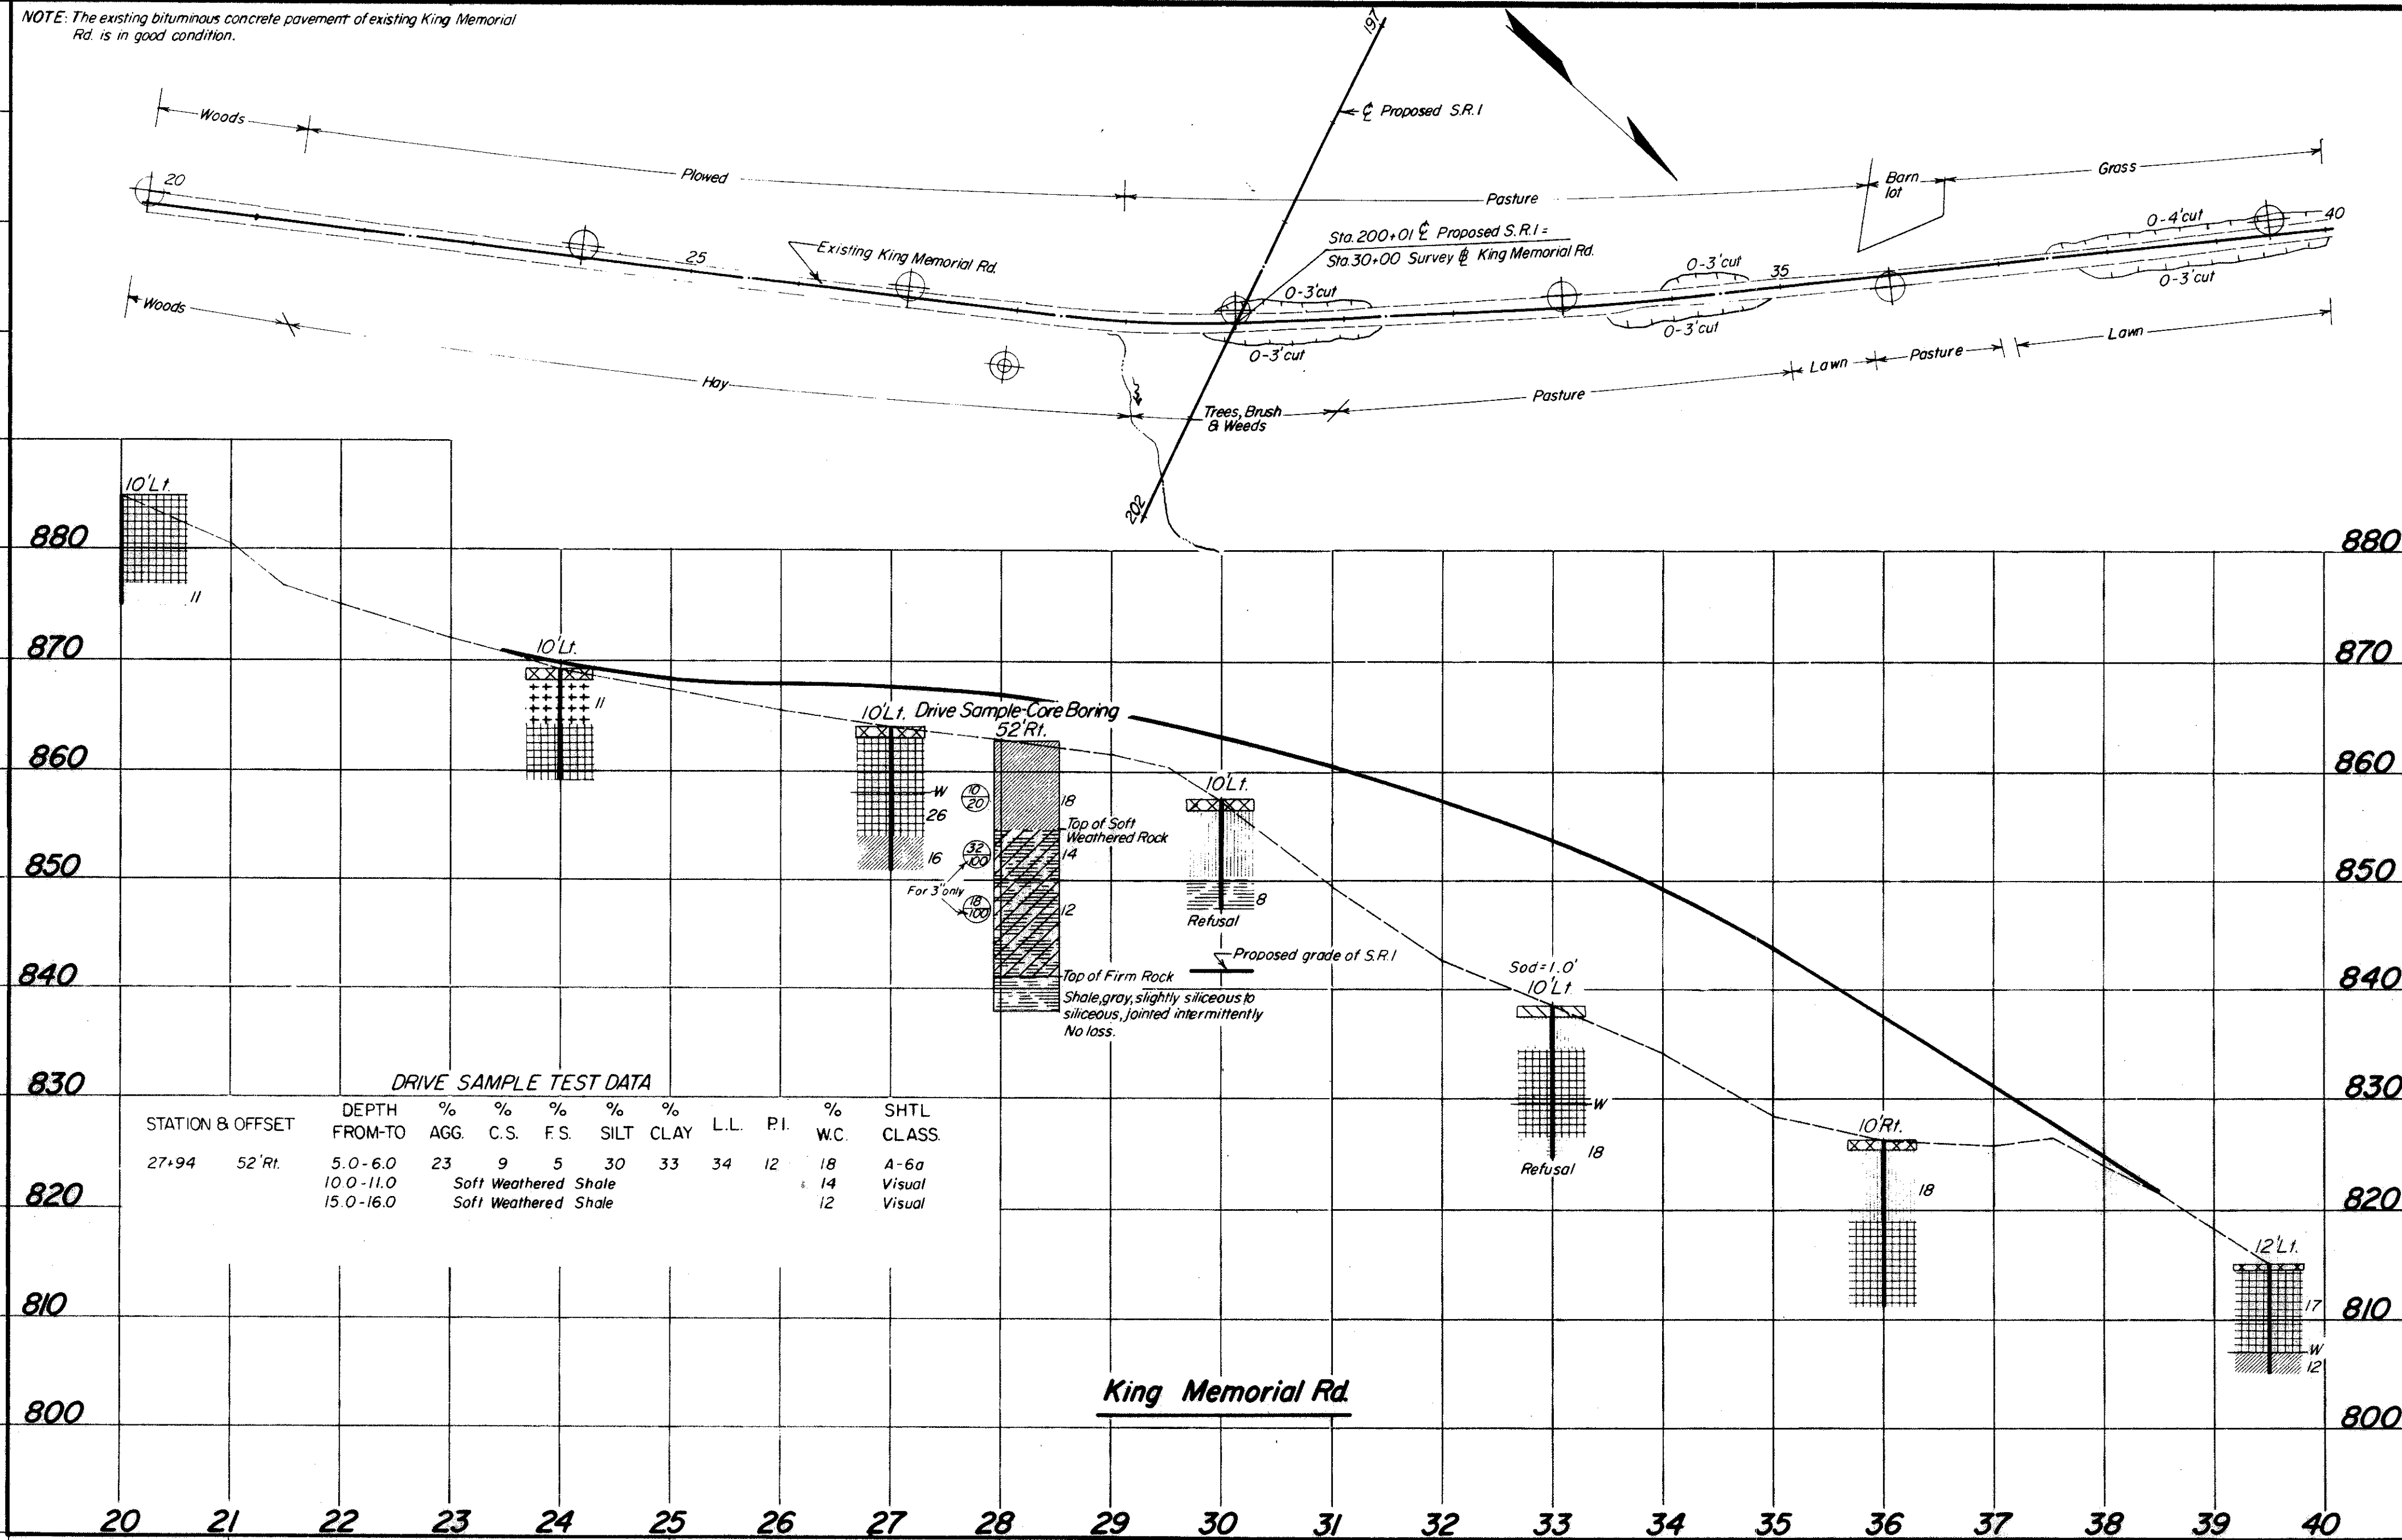 NOTE: The existing bituminous concrete pavement of existing King Memorial
Rd. is in good condition.
197
℄ Proposed S.R.1
Woods
Plowed
Pasture
Barn
lot
Grass
20
25
Existing King Memorial Rd.
Sta. 200+01 ℄ Proposed S.R.1 =
Sta. 30+00 Survey ⅊ King Memorial Rd.
0-3'cut
0-3'cut
35
0-4'cut
40
Woods
0-3'cut
0-3'cut
0-3'cut
Hay
Trees, Brush
& Weeds
Pasture
Lawn
Pasture
Lawn
202
10'Lt.
880
880
11
870
10'Lt.
870
11
10'Lt.
Drive Sample-Core Boring
52'Rt.
860
860
W
26
16
10
20
18
Top of Soft
Weathered Rock
32
100
14
For 3" only
18
100
12
10'Lt.
850
850
8
Refusal
Proposed grade of S.R.1
840
Top of Firm Rock
840
Shale, gray, slightly siliceous to
siliceous, jointed intermittently
No loss.
Sod=1.0'
10'Lt.
W
18
Refusal
830
830
10'Rt.
18
DRIVE SAMPLE TEST DATA
STATION & OFFSET DEPTH FROM-TO % AGG. % C.S. % F.S. % SILT % CLAY L.L. P.I. % W.C. SHTL CLASS.
27+94 52'Rt. 5.0-6.0 23 9 5 30 33 34 12 18 A-6a
10.0-11.0 Soft Weathered Shale 14 Visual
15.0-16.0 Soft Weathered Shale 12 Visual
820
820
12'Lt.
17
W
12
810
810
King Memorial Rd.
800
800
20 21 22 23 24 25 26 27 28 29 30 31 32 33 34 35 36 37 38 39 40